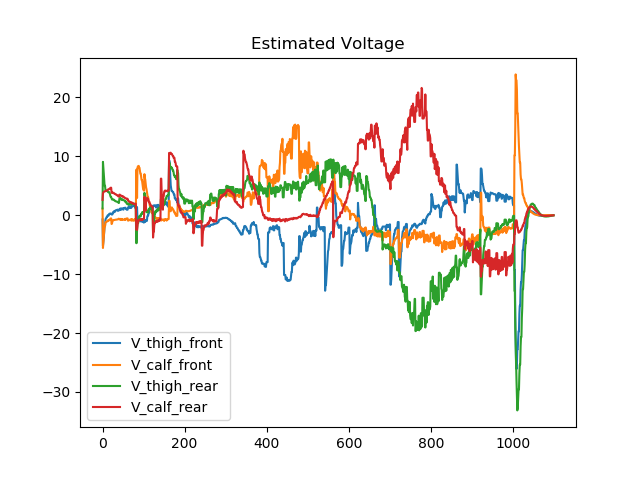 Estimated Voltage
20
10
0
−10
−20
−30
V_thigh_front
V_calf_front
V_thigh_rear
V_calf_rear
0 200 400 600 800 1000